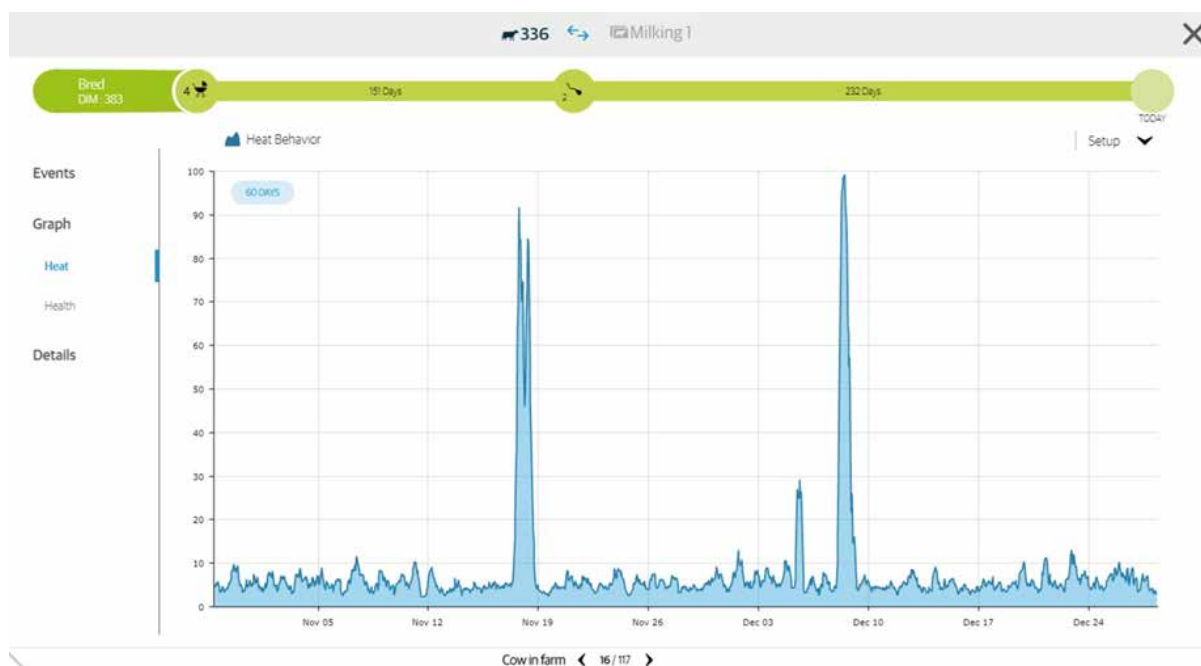 336 Milking 1
Bred
DIM : 383
4
151 Days
2
232 Days
TODAY
Heat Behavior
Setup
Events
Graph
Heat
Health
Details
60 DAYS
100
90
80
70
60
50
40
30
20
10
0
Nov 05 Nov 12 Nov 19 Nov 26 Dec 03 Dec 10 Dec 17 Dec 24
Cow in farm 16 / 117